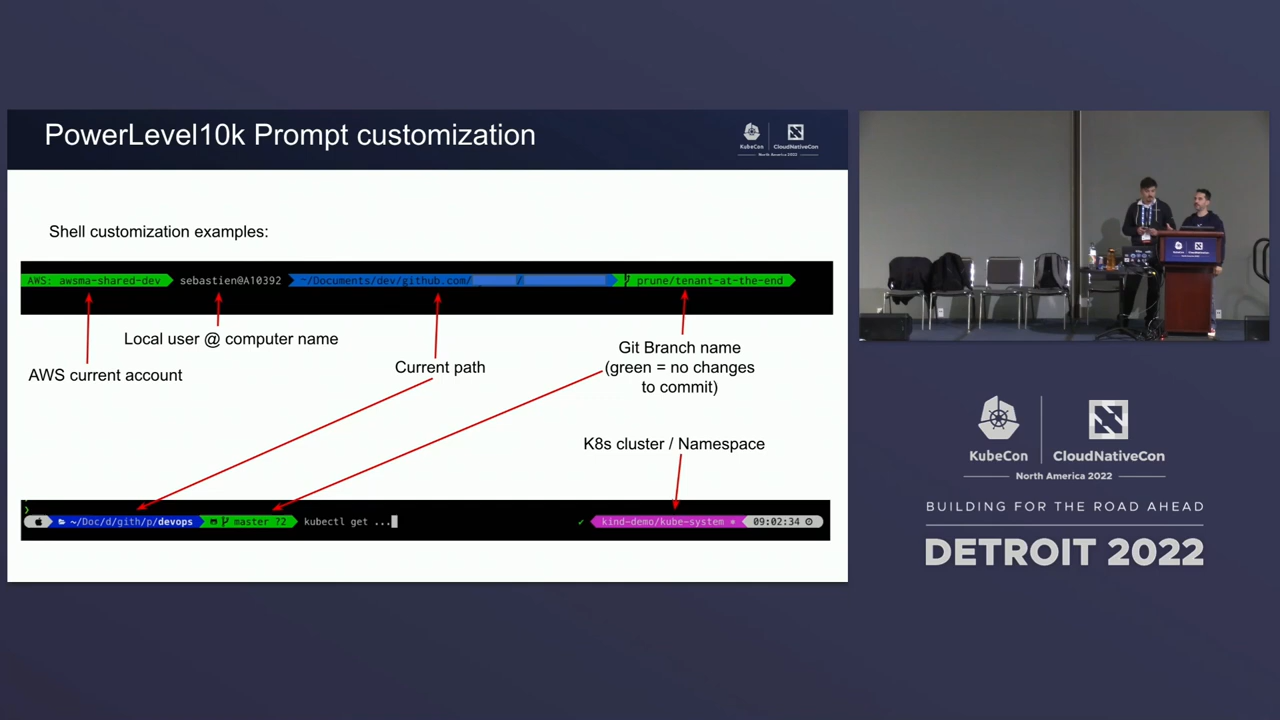 PowerLevel10k Prompt customization
KubeCon
CloudNativeCon
North America 2022
Shell customization examples:
AWS: awsma-shared-dev sebastien@A10392 ~/Documents/dev/github.com/ / prune/tenant-at-the-end
Local user @ computer name
AWS current account
Current path
Git Branch name
(green = no changes
to commit)
K8s cluster / Namespace
~/Doc/d/gith/p/devops master ?2 kubectl get ... ✔ kind-demo/kube-system 09:02:34
KubeCon
CloudNativeCon
North America 2022
BUILDING FOR THE ROAD AHEAD
DETROIT 2022